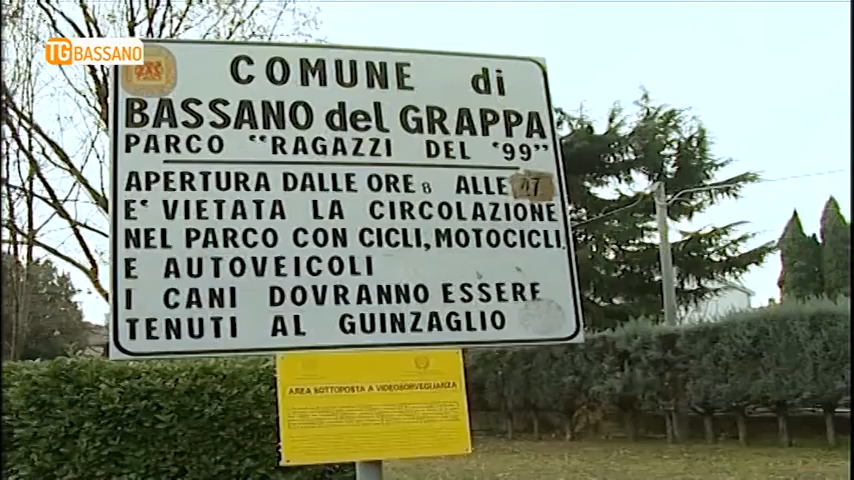 TG BASSANO
COMUNE di
BASSANO del GRAPPA
PARCO "RAGAZZI DEL '99"
APERTURA DALLE ORE 8 ALLE 17
E' VIETATA LA CIRCOLAZIONE
NEL PARCO CON CICLI, MOTOCICLI,
E AUTOVEICOLI
I CANI DOVRANNO ESSERE
TENUTI AL GUINZAGLIO
AREA SOTTOPOSTA A VIDEOSORVEGLIANZA